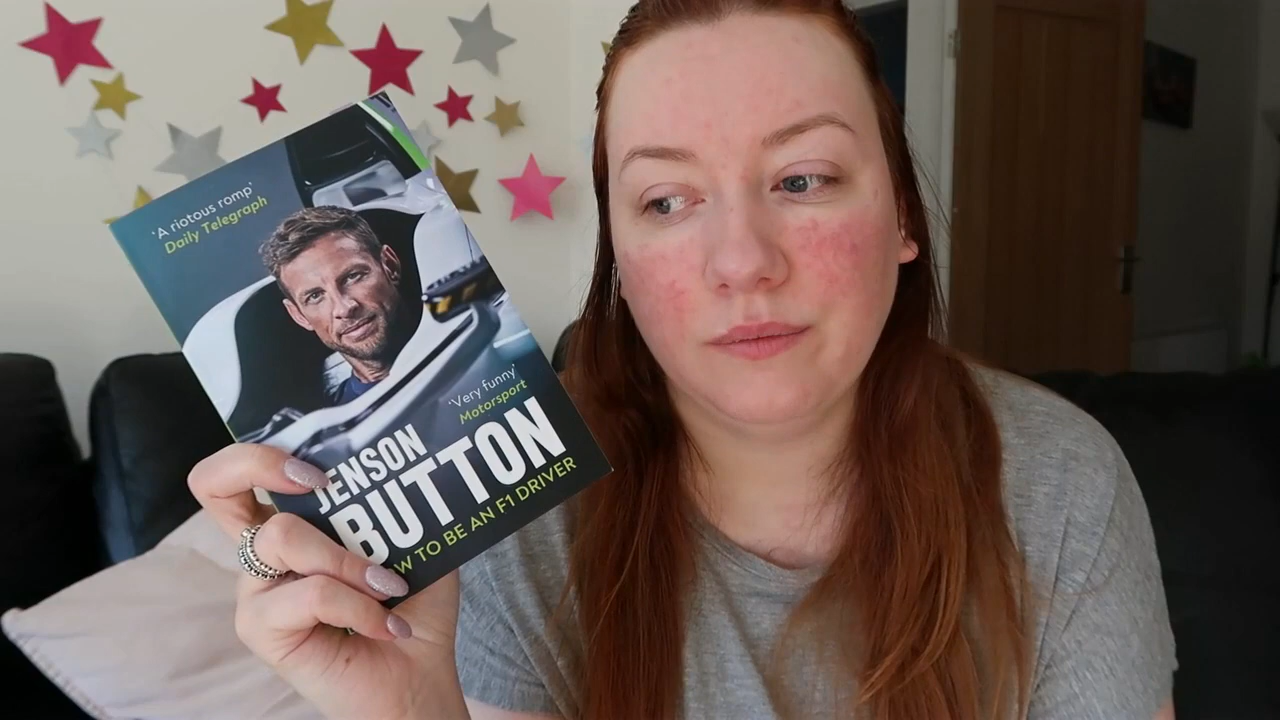 'A riotous romp'
Daily Telegraph
'Very funny'
Motorsport
JENSON
BUTTON
W TO BE AN F1 DRIVER